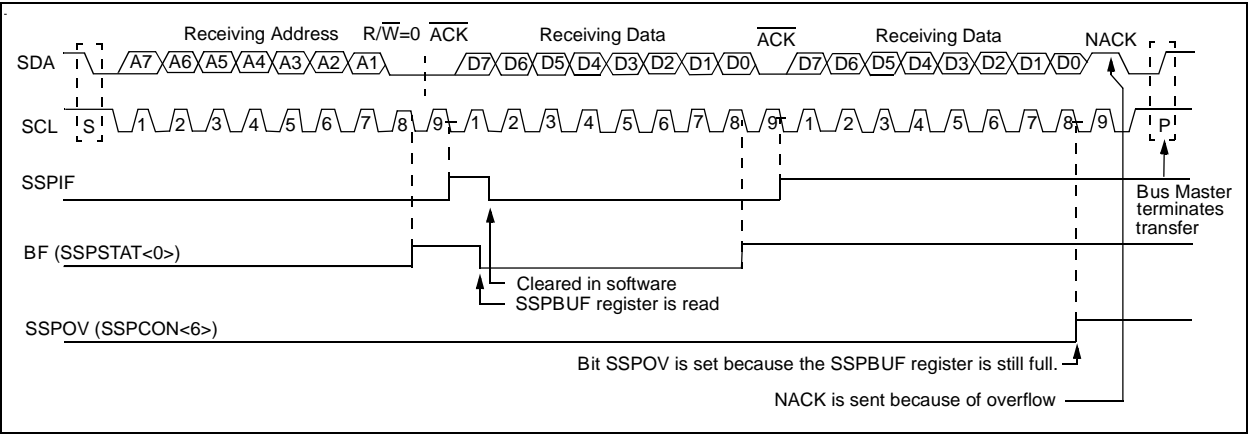 Receiving Address R/W=0 ACK Receiving Data ACK Receiving Data NACK
SDA A7 A6 A5 A4 A3 A2 A1 D7 D6 D5 D4 D3 D2 D1 D0 D7 D6 D5 D4 D3 D2 D1 D0
SCL S 1 2 3 4 5 6 7 8 9 1 2 3 4 5 6 7 8 9 1 2 3 4 5 6 7 8 9 P
SSPIF
Bus Master
terminates
transfer
BF (SSPSTAT<0>)
Cleared in software
SSPBUF register is read
SSPOV (SSPCON<6>)
Bit SSPOV is set because the SSPBUF register is still full.
NACK is sent because of overflow